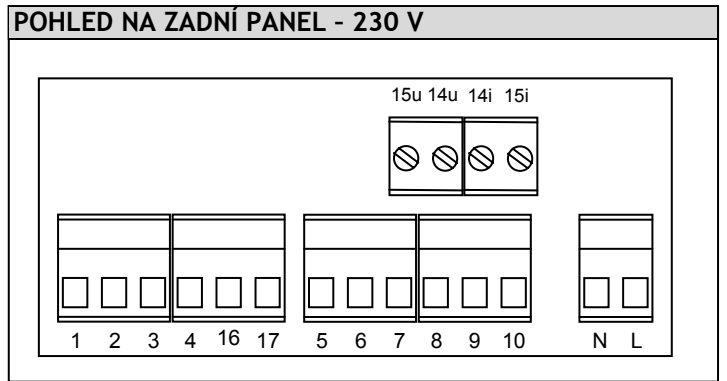 POHLED NA ZADNÍ PANEL – 230 V
15u 14u 14i 15i
1 2 3 4 16 17 5 6 7 8 9 10 N L